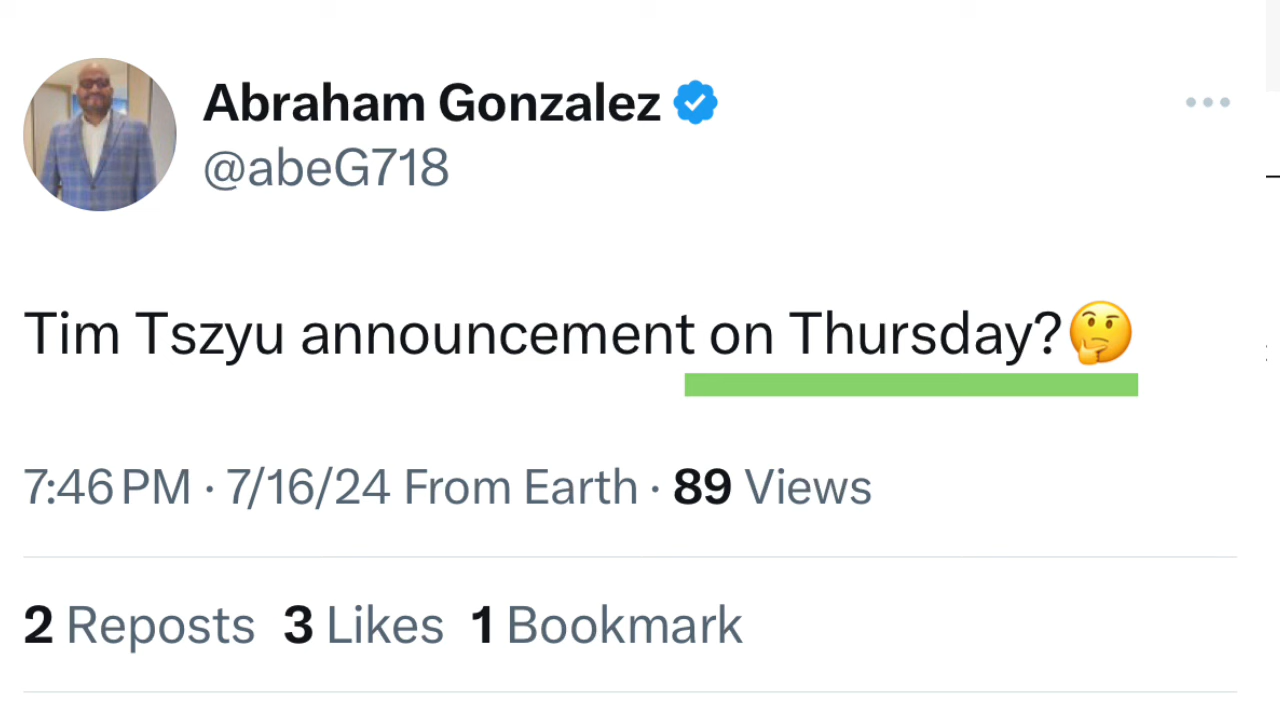 Abraham Gonzalez
@abeG718
Tim Tszyu announcement on Thursday?🤔
7:46 PM · 7/16/24 From Earth · 89 Views
2 Reposts 3 Likes 1 Bookmark